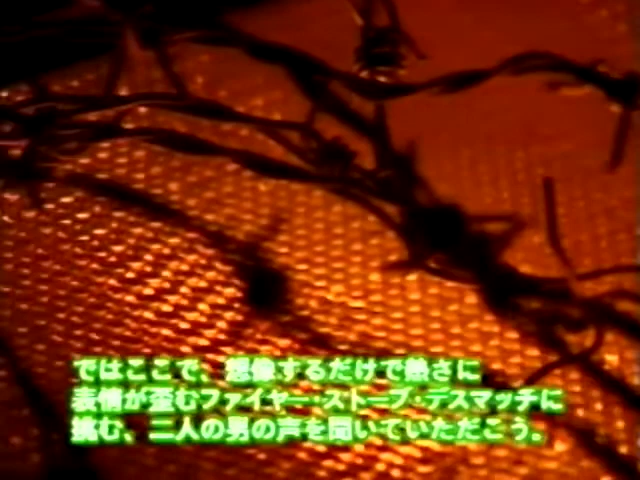 ではここで、想像するだけで熱さに
表情が歪むファイヤー・ストーブ・デスマッチに
挑む、二人の男の声を聞いていただこう。